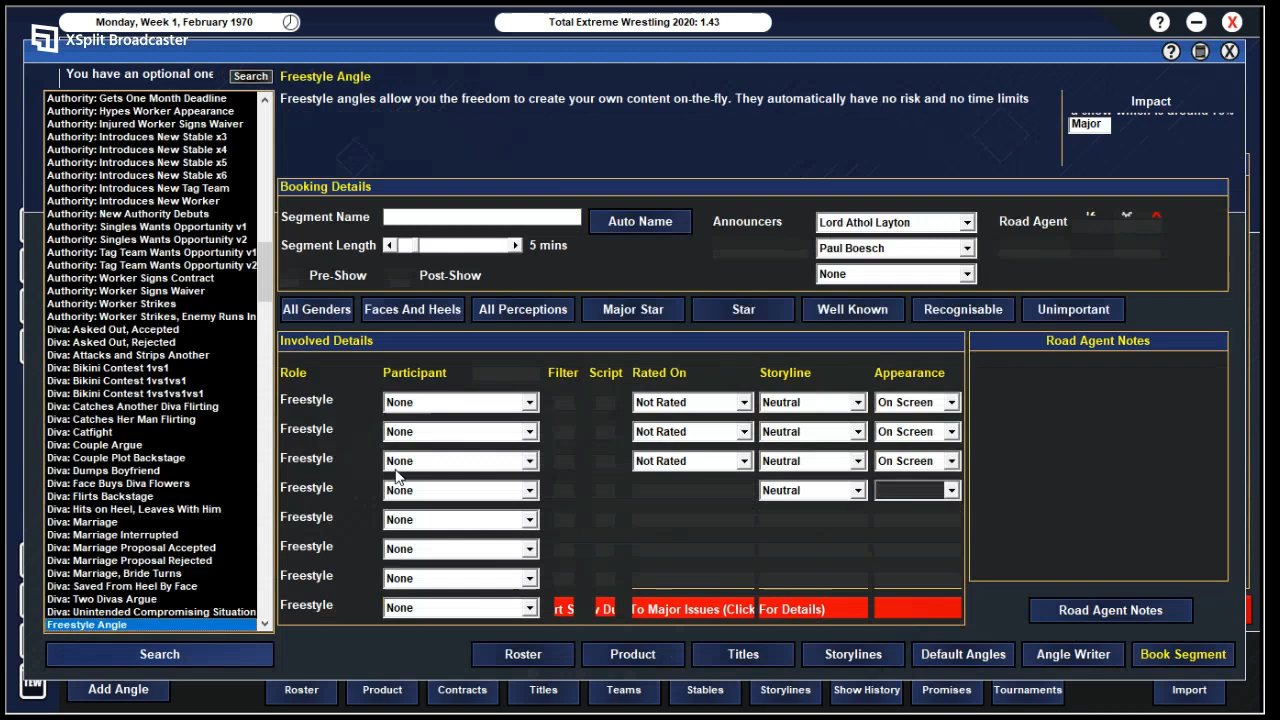 Monday, Week 1, February 1970
Total Extreme Wrestling 2020: 1.43
? – X
XSplit Broadcaster
? X
You have an optional one
Search
Freestyle Angle
Freestyle angles allow you the freedom to create your own content on-the-fly. They automatically have no risk and no time limits
Impact
Major
Authority: Gets One Month Deadline
Authority: Hypes Worker Appearance
Authority: Injured Worker Signs Waiver
Authority: Introduces New Stable x3
Authority: Introduces New Stable x4
Authority: Introduces New Stable x5
Authority: Introduces New Stable x6
Authority: Introduces New Tag Team
Authority: Introduces New Worker
Authority: New Authority Debuts
Authority: Singles Wants Opportunity v1
Authority: Singles Wants Opportunity v2
Authority: Tag Team Wants Opportunity v1
Authority: Tag Team Wants Opportunity v2
Authority: Worker Signs Contract
Authority: Worker Signs Waiver
Authority: Worker Strikes
Authority: Worker Strikes, Enemy Runs In
Diva: Asked Out, Accepted
Diva: Asked Out, Rejected
Diva: Attacks and Strips Another
Diva: Bikini Contest 1vs1
Diva: Bikini Contest 1vs1vs1
Diva: Bikini Contest 1vs1vs1vs1
Diva: Catches Another Diva Flirting
Diva: Catches Her Man Flirting
Diva: Catfight
Diva: Couple Argue
Diva: Couple Plot Backstage
Diva: Dumps Boyfriend
Diva: Face Buys Diva Flowers
Diva: Flirts Backstage
Diva: Hits on Heel, Leaves With Him
Diva: Marriage
Diva: Marriage Interrupted
Diva: Marriage Proposal Accepted
Diva: Marriage Proposal Rejected
Diva: Marriage, Bride Turns
Diva: Saved From Heel By Face
Diva: Two Divas Argue
Diva: Unintended Compromising Situation
Freestyle Angle
Search
Booking Details
Segment Name
Auto Name
Announcers
Lord Athol Layton
Road Agent
Segment Length
5 mins
Paul Boesch
Pre-Show
Post-Show
None
All Genders
Faces And Heels
All Perceptions
Major Star
Star
Well Known
Recognisable
Unimportant
Involved Details
Road Agent Notes
Role Participant Filter Script Rated On Storyline Appearance
Freestyle None Not Rated Neutral On Screen
Freestyle None Not Rated Neutral On Screen
Freestyle None Not Rated Neutral On Screen
Freestyle None Neutral
Freestyle None
Freestyle None
Freestyle None
Freestyle None To Major Issues (Click For Details)
Road Agent Notes
Roster
Product
Titles
Storylines
Default Angles
Angle Writer
Book Segment
TEW
Add Angle
Roster
Product
Contracts
Titles
Teams
Stables
Storylines
Show History
Promises
Tournaments
Import